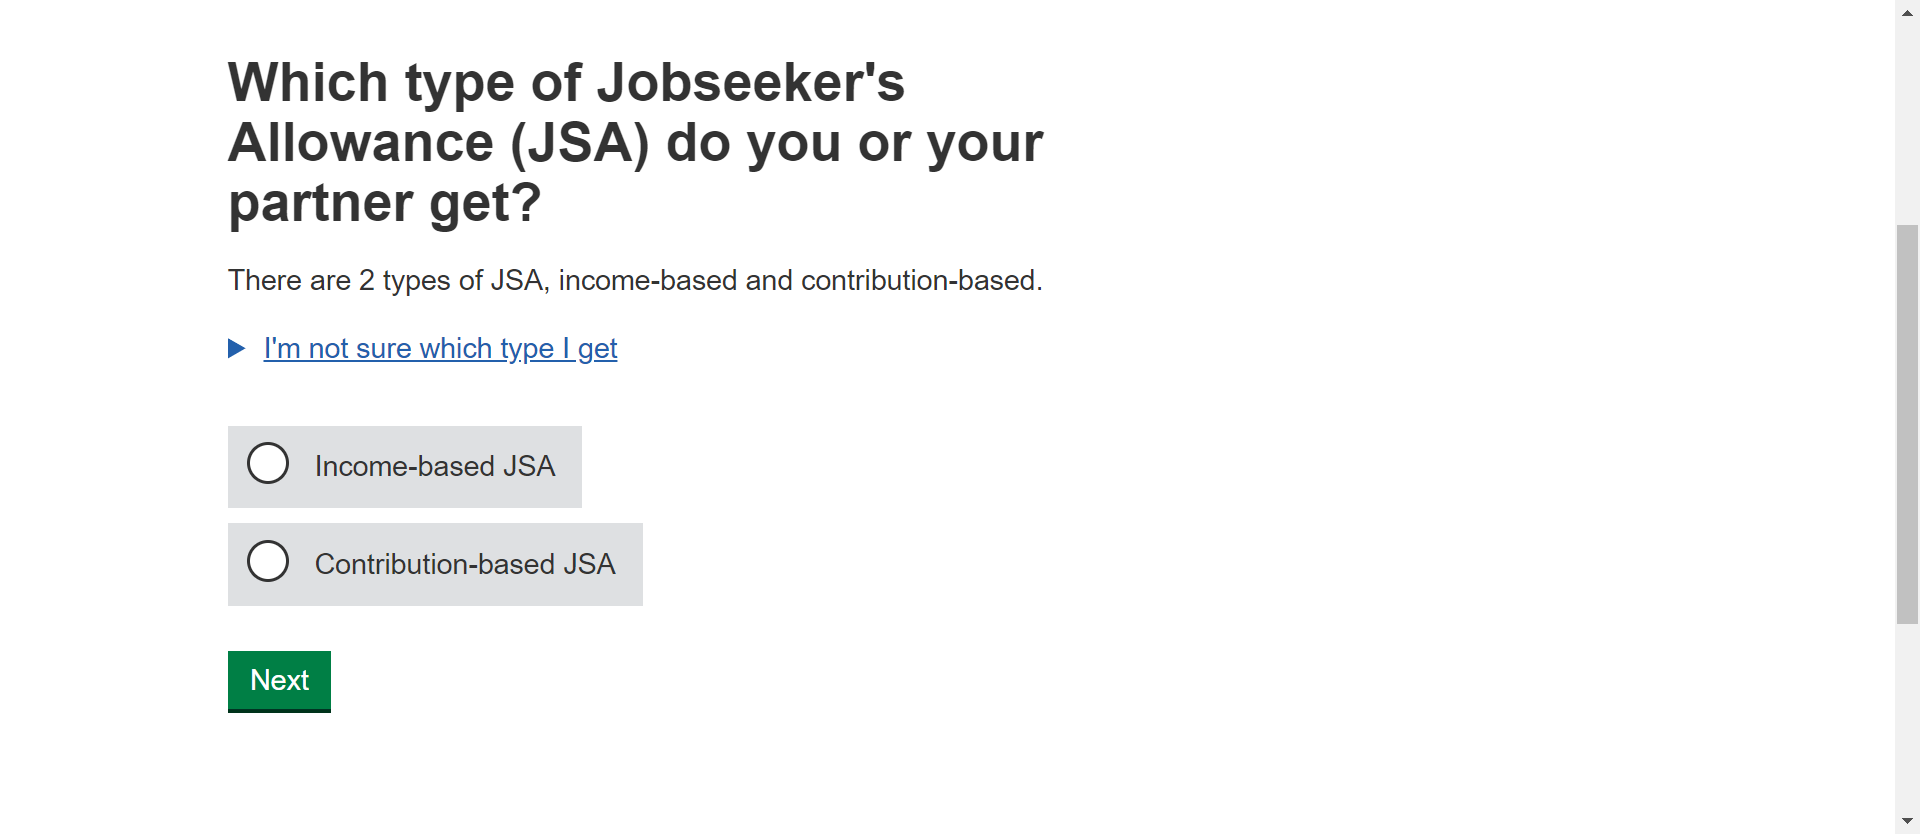 Which type of Jobseeker's
Allowance (JSA) do you or your
partner get?
There are 2 types of JSA, income-based and contribution-based.
I'm not sure which type I get
Income-based JSA
Contribution-based JSA
Next